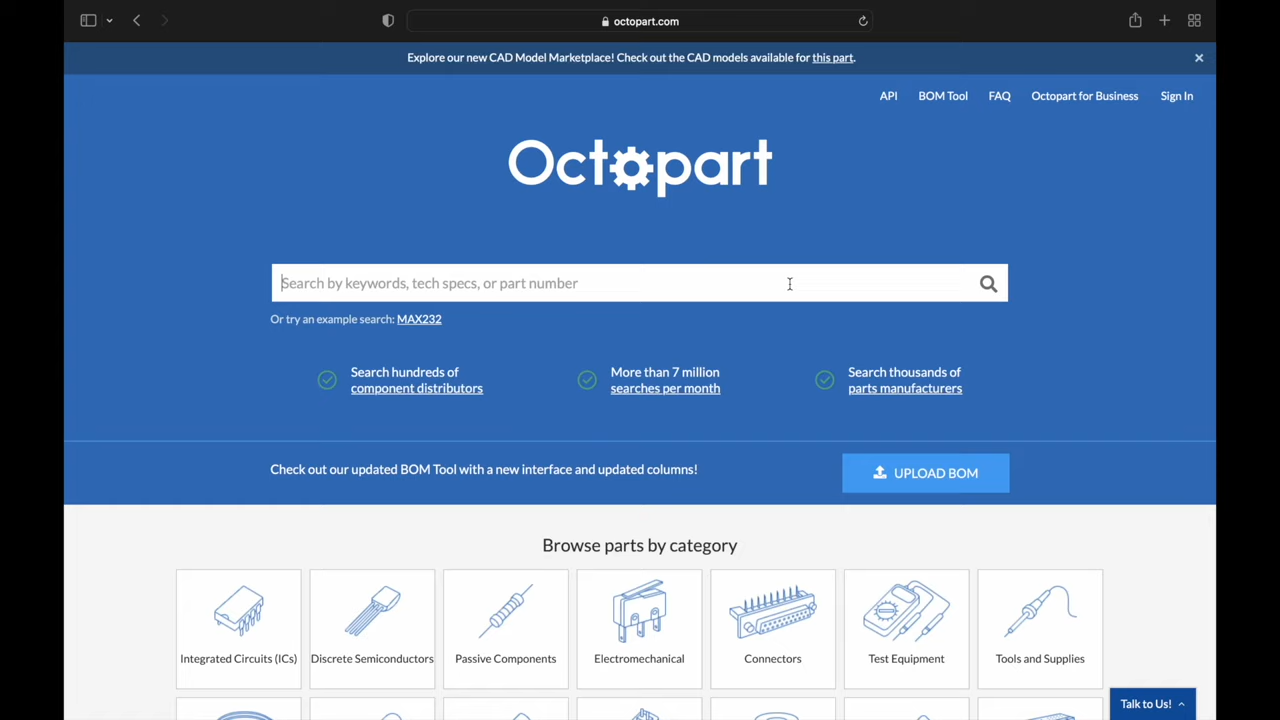 octopart.com
Explore our new CAD Model Marketplace! Check out the CAD models available for this part.
API BOM Tool FAQ Octopart for Business Sign In
Octopart
Search by keywords, tech specs, or part number
Or try an example search: MAX232
Search hundreds of
component distributors
More than 7 million
searches per month
Search thousands of
parts manufacturers
Check out our updated BOM Tool with a new interface and updated columns!
UPLOAD BOM
Browse parts by category
Integrated Circuits (ICs)
Discrete Semiconductors
Passive Components
Electromechanical
Connectors
Test Equipment
Tools and Supplies
Talk to Us!